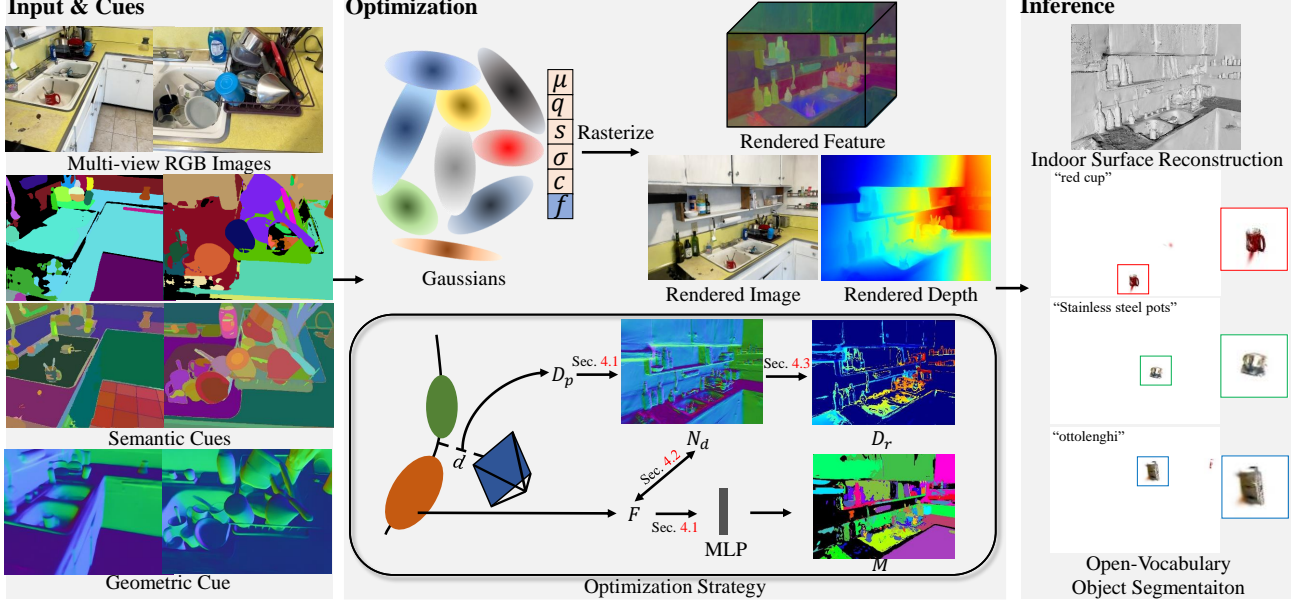 Input & Cues
Multi-view RGB Images
Semantic Cues
Geometric Cue
Optimization
μ
q
s
σ
c
f
Rasterize
Gaussians
Rendered Feature
Rendered Image
Rendered Depth
D_p
Sec. 4.1
N_d
Sec. 4.3
D_r
d
Sec. 4.2
F
Sec. 4.1
MLP
M
Optimization Strategy
Inference
Indoor Surface Reconstruction
“red cup”
“Stainless steel pots”
“ottolenghi”
Open-Vocabulary
Object Segmentaiton